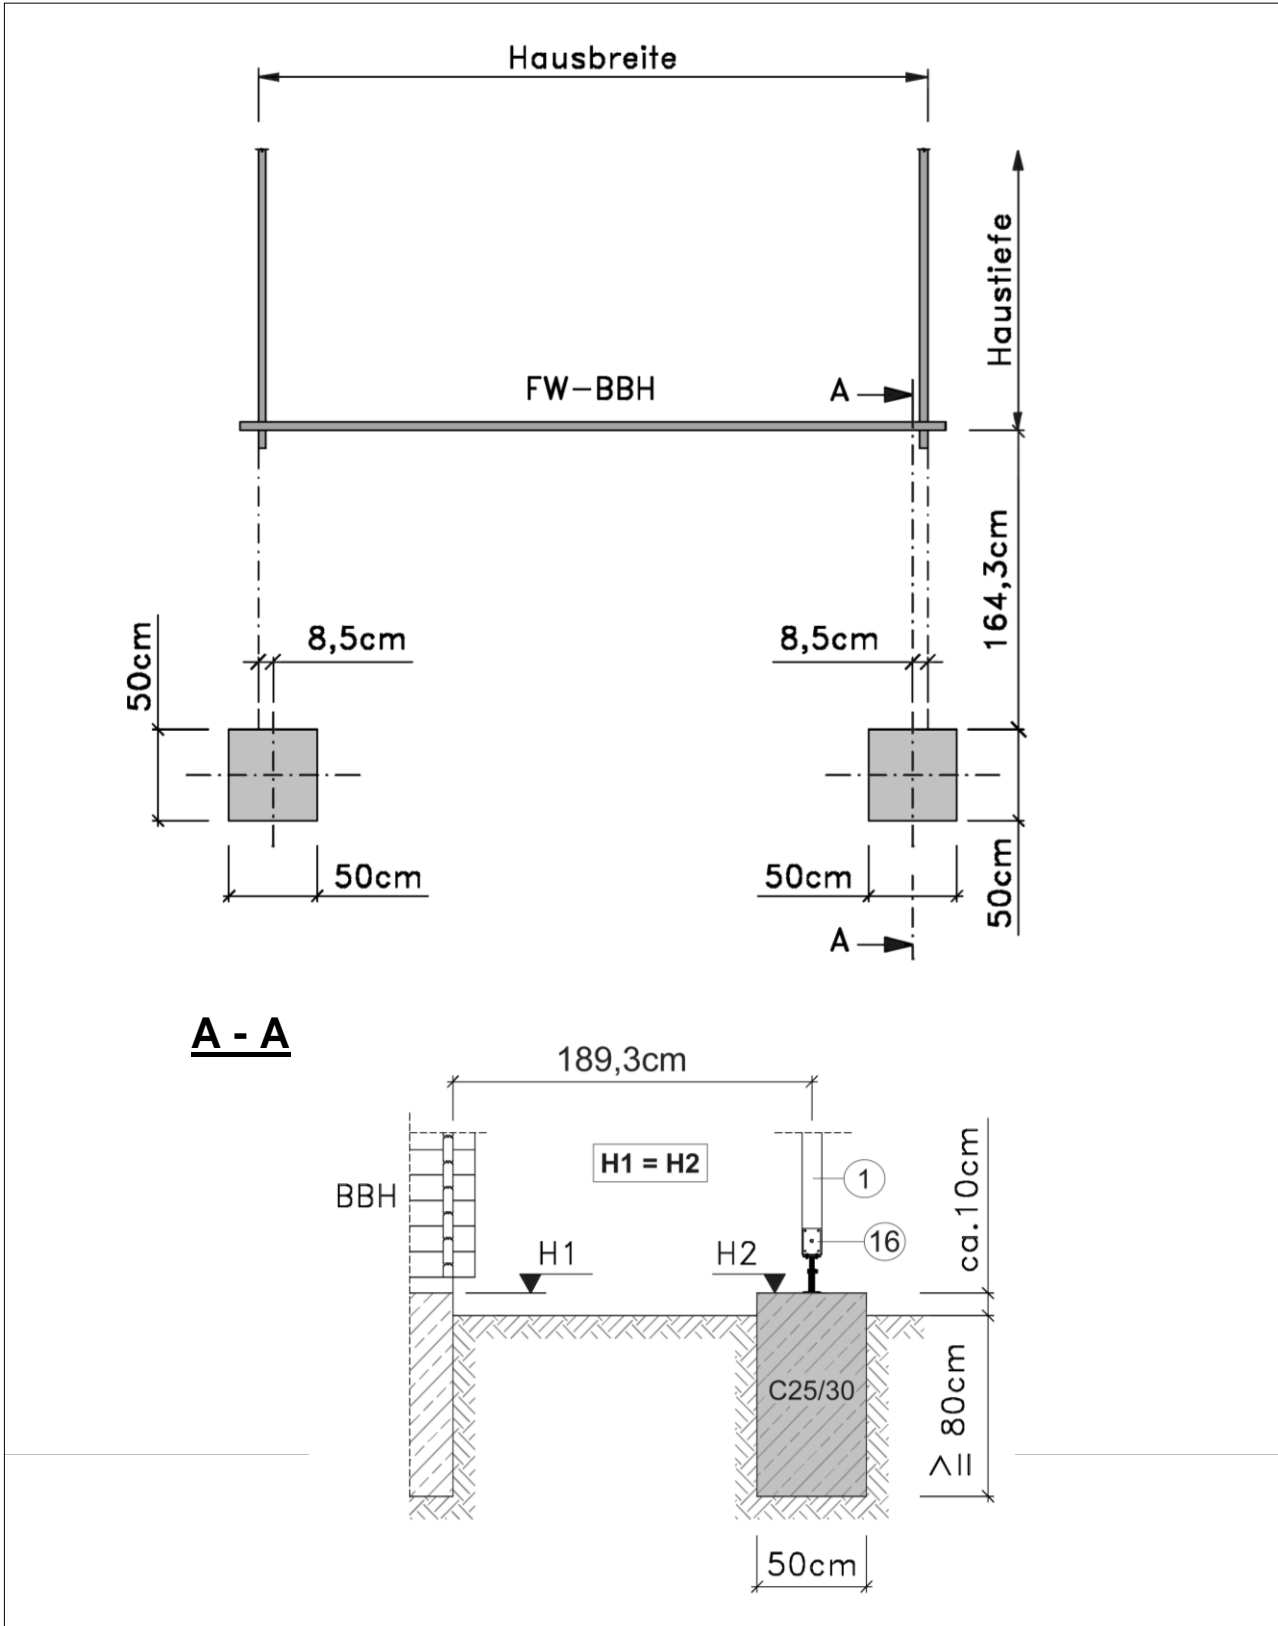 Hausbreite
Haustiefe
FW-BBH
A
164,3cm
50cm
8,5cm
8,5cm
50cm
50cm
50cm
A
A - A
189,3cm
H1 = H2
1
ca.10cm
BBH
16
H1
H2
C25/30
≧ 80cm
50cm